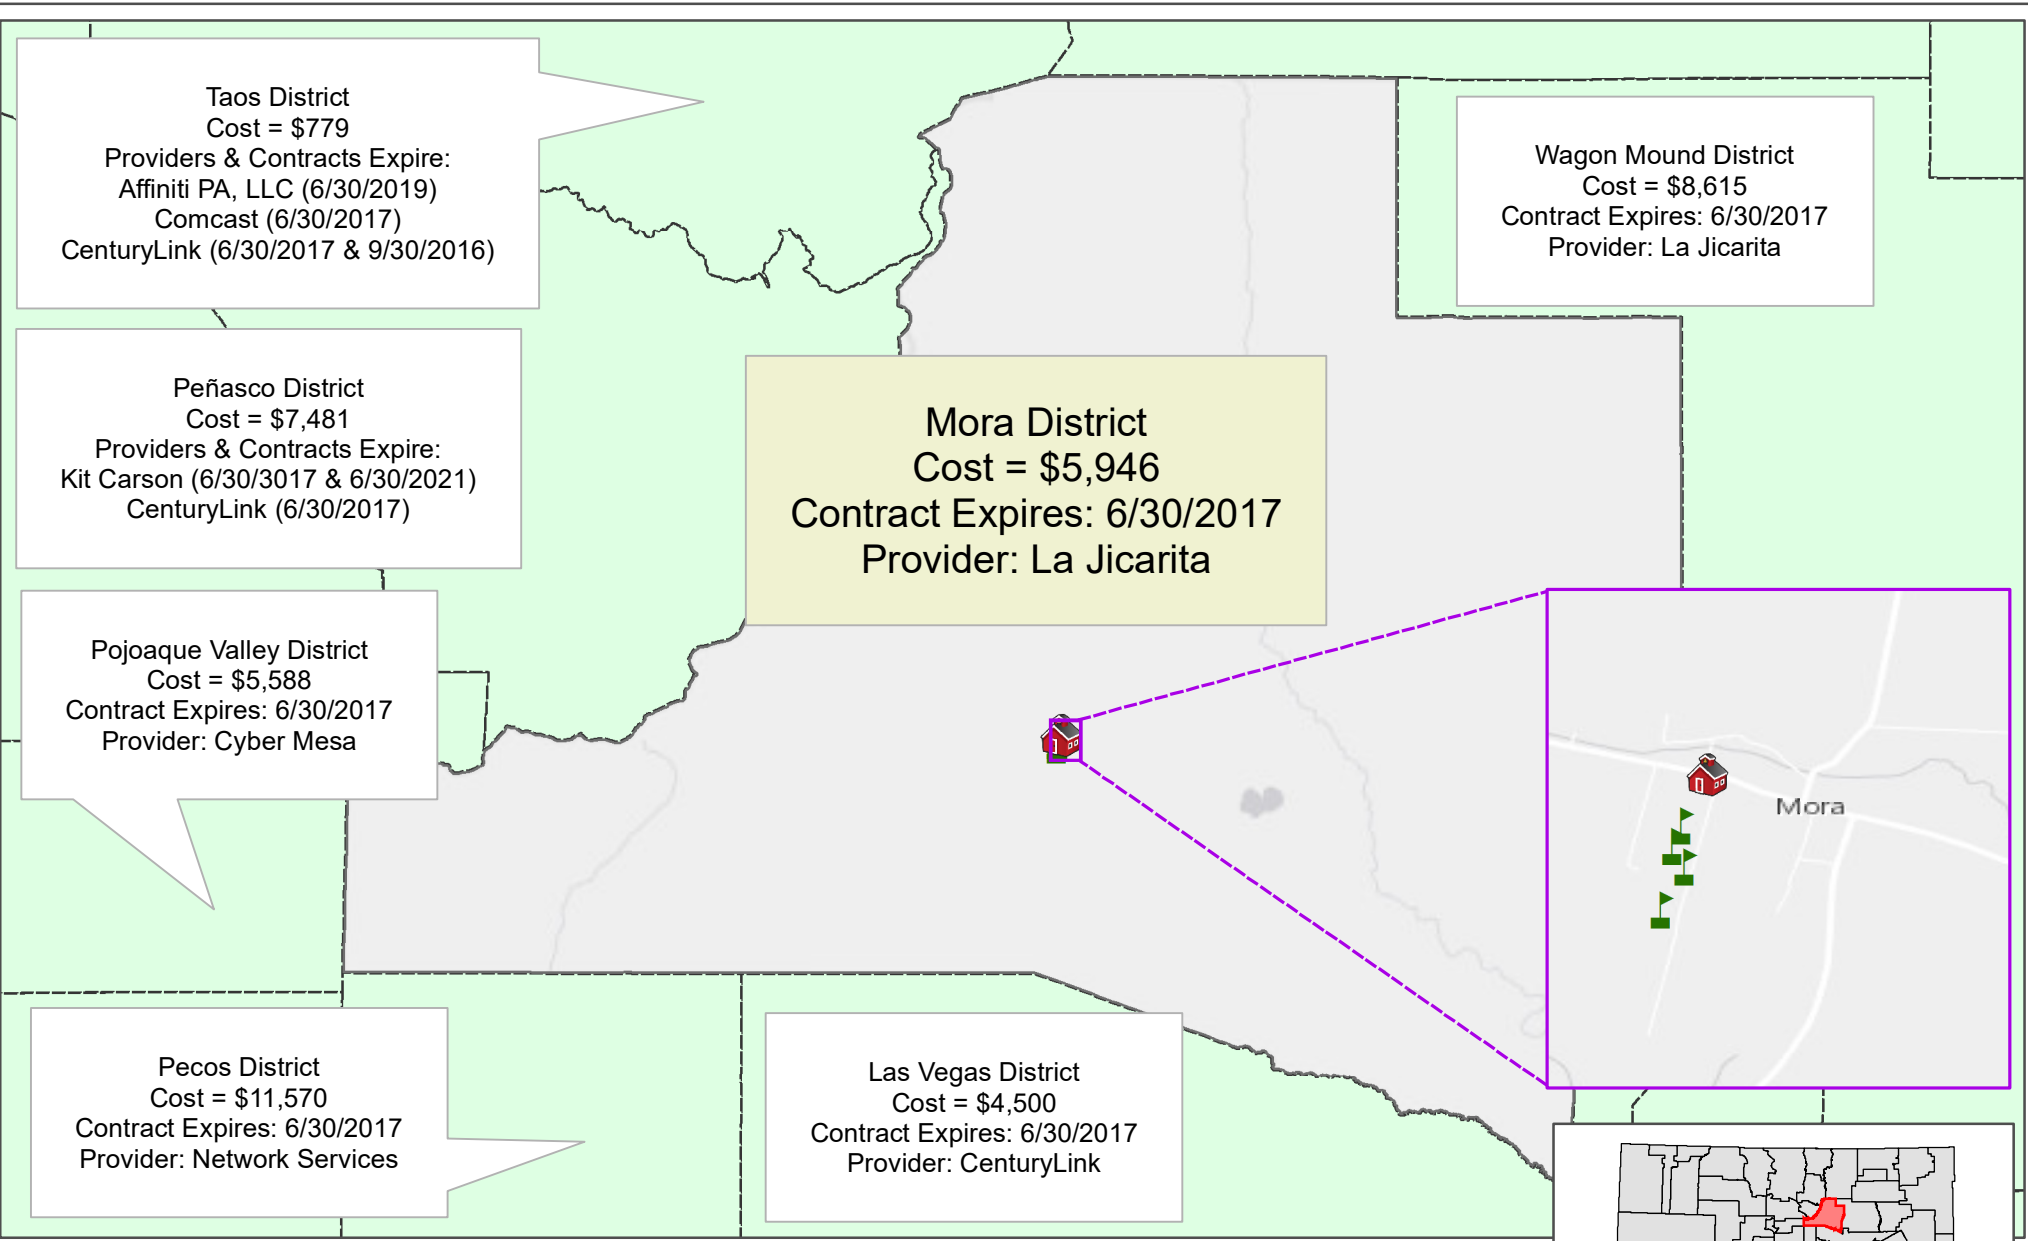 Taos District
Cost = $779
Providers & Contracts Expire:
Affiniti PA, LLC (6/30/2019)
Comcast (6/30/2017)
CenturyLink (6/30/2017 & 9/30/2016)
Wagon Mound District
Cost = $8,615
Contract Expires: 6/30/2017
Provider: La Jicarita
Peñasco District
Cost = $7,481
Providers & Contracts Expire:
Kit Carson (6/30/3017 & 6/30/2021)
CenturyLink (6/30/2017)
Mora District
Cost = $5,946
Contract Expires: 6/30/2017
Provider: La Jicarita
Pojoaque Valley District
Cost = $5,588
Contract Expires: 6/30/2017
Provider: Cyber Mesa
Mora
Pecos District
Cost = $11,570
Contract Expires: 6/30/2017
Provider: Network Services
Las Vegas District
Cost = $4,500
Contract Expires: 6/30/2017
Provider: CenturyLink